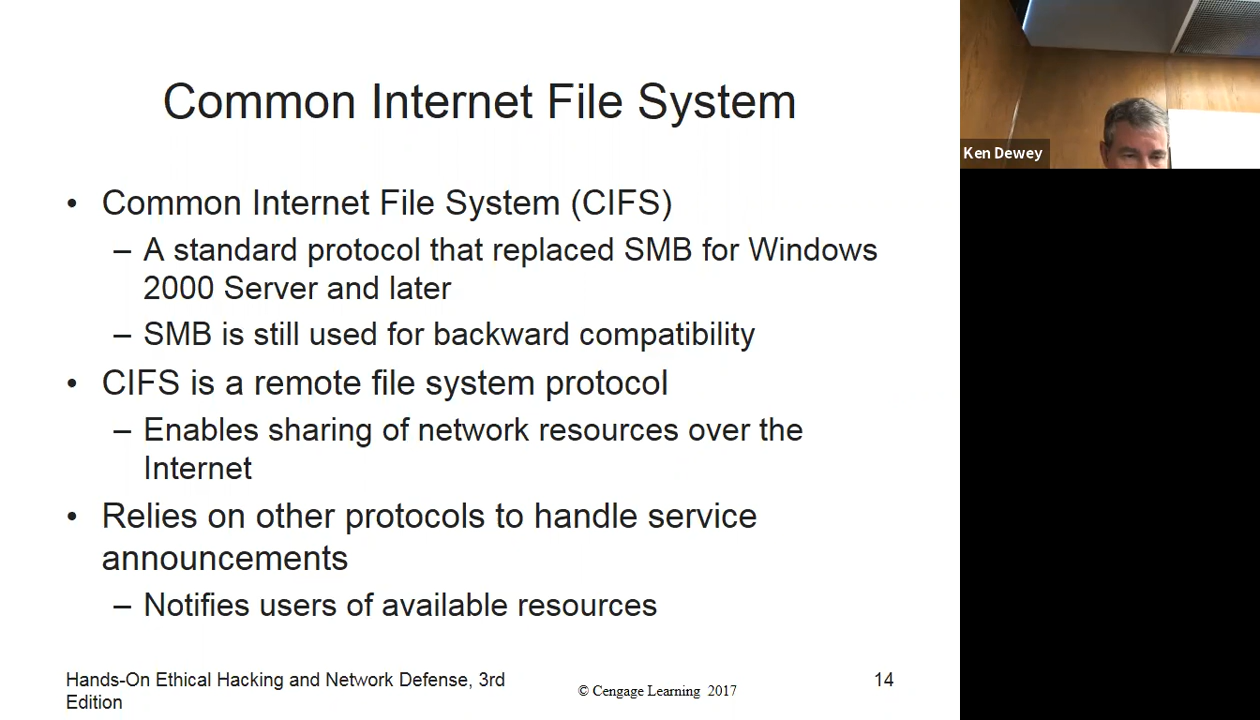 Common Internet File System
• Common Internet File System (CIFS)
– A standard protocol that replaced SMB for Windows
2000 Server and later
– SMB is still used for backward compatibility
• CIFS is a remote file system protocol
– Enables sharing of network resources over the
Internet
• Relies on other protocols to handle service
announcements
– Notifies users of available resources
Hands-On Ethical Hacking and Network Defense, 3rd
Edition
© Cengage Learning 2017
14
Ken Dewey